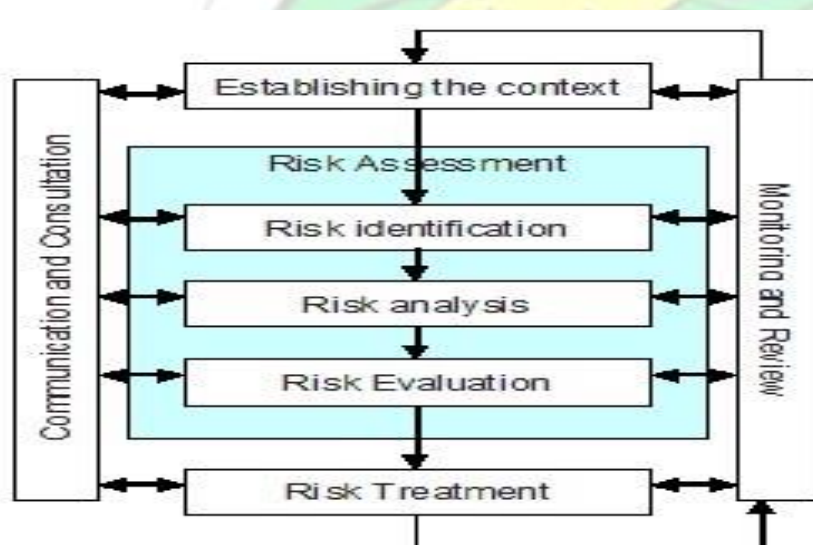 Establishing the context
Risk Assessment
Risk identification
Risk analysis
Risk Evaluation
Risk Treatment
Communication and Consultation
Monitoring and Review